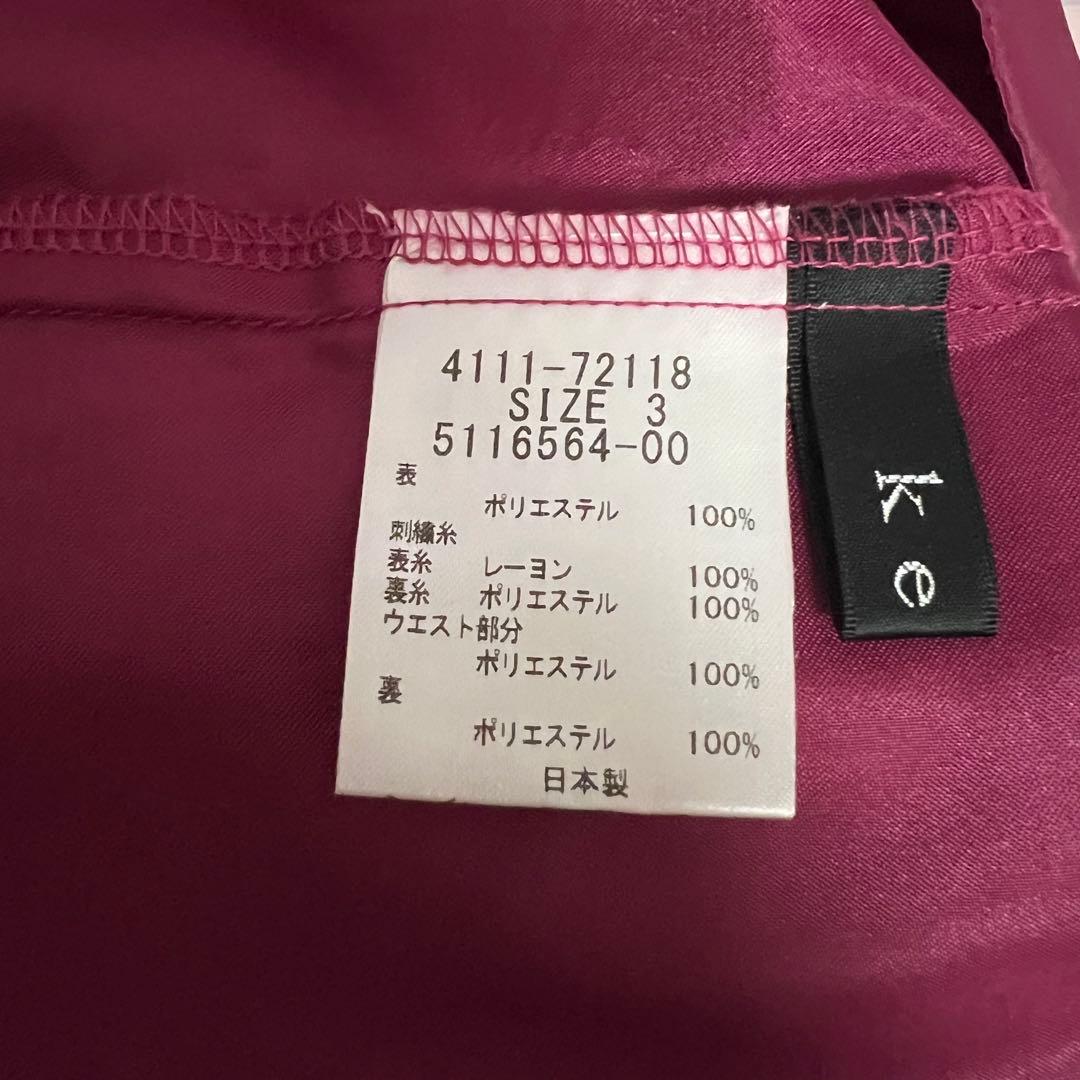 4111-72118
SIZE 3
5116564-00
表
ポリエステル 100%
刺繍糸
表糸 レーヨン 100%
裏糸 ポリエステル 100%
ウエスト部分
ポリエステル 100%
裏
ポリエステル 100%
日本製
ke